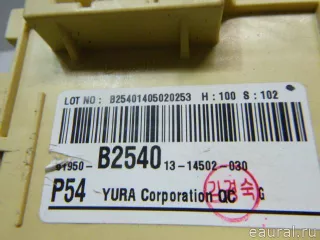 LOT NO : B25401405020253 H : 100 S : 102
91950- B2540 13-14502-030
P54 YURA Corporation QC G
eaural.ru